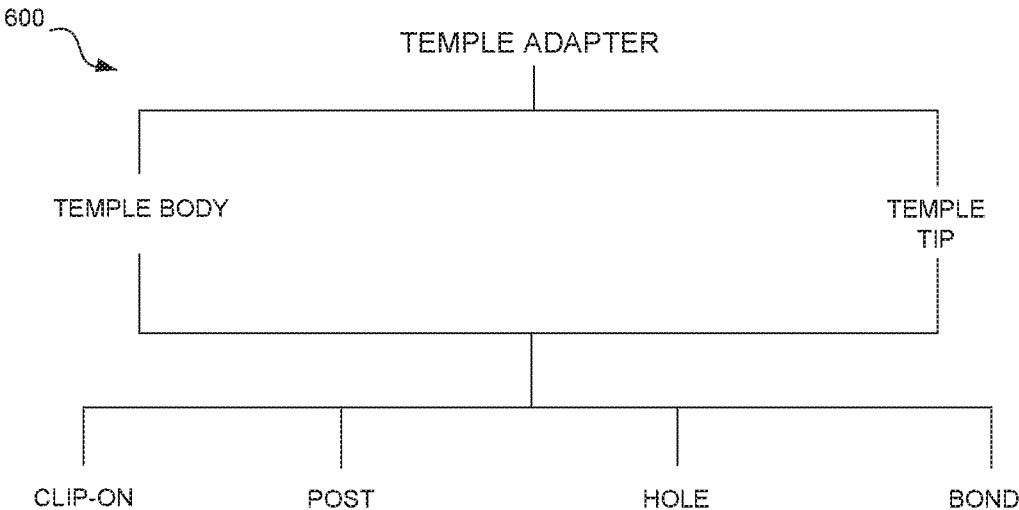 600
TEMPLE ADAPTER
TEMPLE BODY
TEMPLE
TIP
CLIP-ON
POST
HOLE
BOND